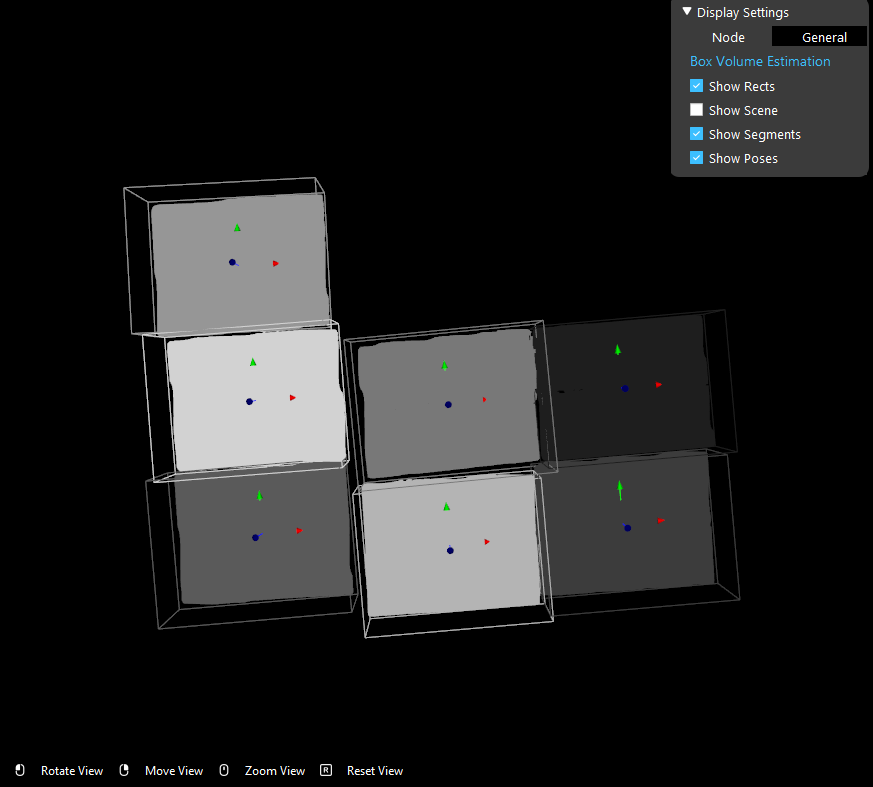 Display Settings
Node General
Box Volume Estimation
Show Rects
Show Scene
Show Segments
Show Poses
Rotate View Move View Zoom View R Reset View